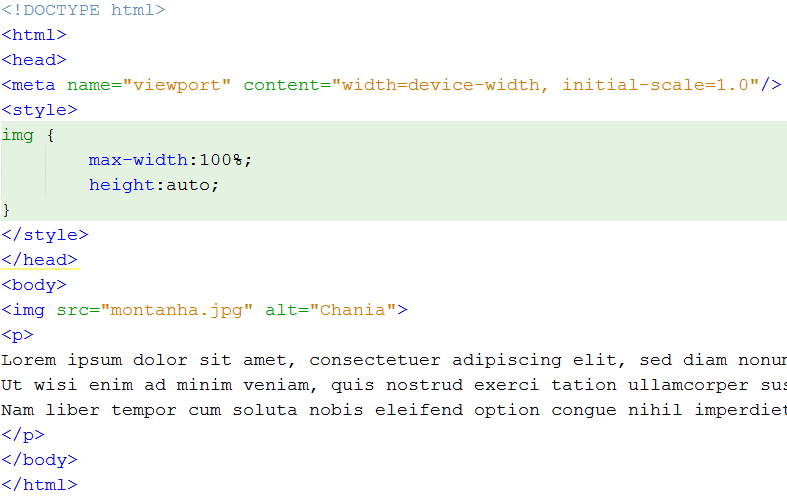 <!DOCTYPE html>
<html>
<head>
<meta name="viewport" content="width=device-width, initial-scale=1.0"/>
<style>
img {
max-width:100%;
height:auto;
}
</style>
</head>
<body>
<img src="montanha.jpg" alt="Chania">
<p>
Lorem ipsum dolor sit amet, consectetuer adipiscing elit, sed diam
Ut wisi enim ad minim veniam, quis nostrud exerci tation ullamcorper
Nam liber tempor cum soluta nobis eleifend option congue nihil
</p>
</body>
</html>